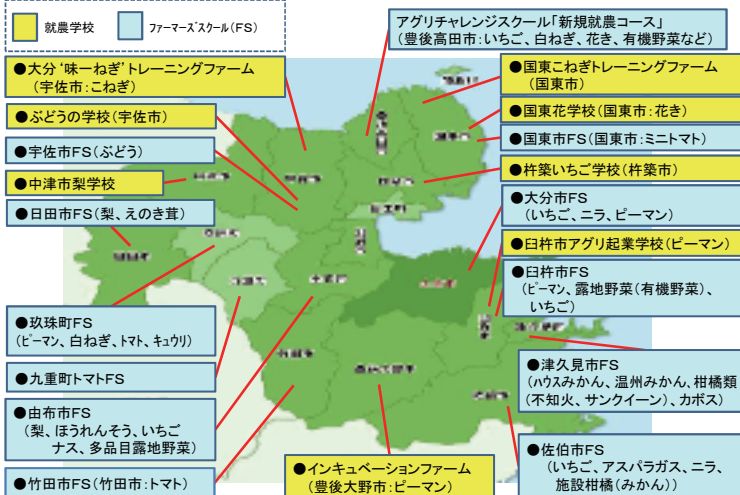 就農学校
ファーマーズスクール(FS)
アグリチャレンジスクール「新規就農コース」
(豊後高田市:いちご、白ねぎ、花き、有機野菜など)
●大分‘味一ねぎ’トレーニングファーム
(宇佐市:こねぎ)
●ぶどうの学校(宇佐市)
●宇佐市FS(ぶどう)
●中津市梨学校
●日田市FS(梨、えのき茸)
●玖珠町FS
(ピーマン、白ねぎ、トマト、キュウリ)
●九重町トマトFS
●由布市FS
(梨、ほうれんそう、いちご
ナス、多品目露地野菜)
●竹田市FS(竹田市:トマト)
●インキュベーションファーム
(豊後大野市:ピーマン)
●国東こねぎトレーニングファーム
(国東市)
●国東花学校(国東市:花き)
●国東市FS(国東市:ミニトマト)
●杵築いちご学校(杵築市)
●大分市FS
(いちご、ニラ、ピーマン)
●臼杵市アグリ起業学校(ピーマン)
●臼杵市FS
(ピーマン、露地野菜(有機野菜)、
いちご)
●津久見市FS
(ハウスみかん、温州みかん、柑橘類
(不知火、サンクイーン)、カボス)
●佐伯市FS
(いちご、アスパラガス、ニラ、
施設柑橘(みかん))